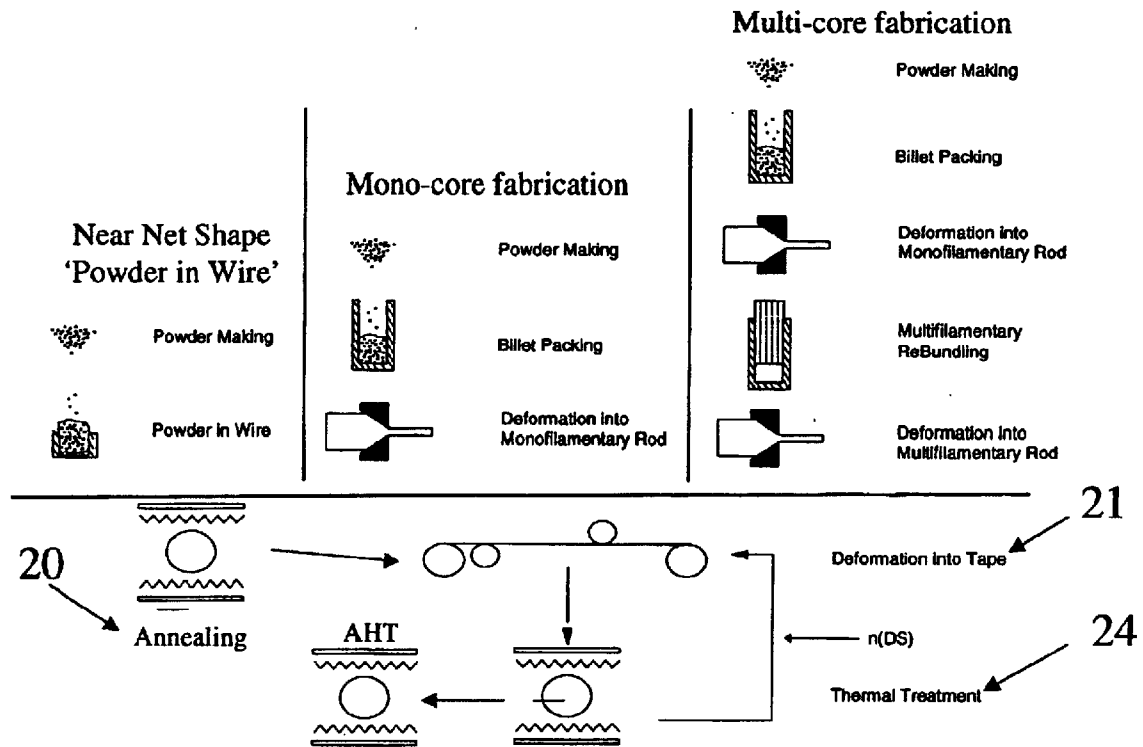 Near Net Shape
'Powder in Wire'
Powder Making
Powder in Wire
Mono-core fabrication
Powder Making
Billet Packing
Deformation into
Monofilamentary Rod
Multi-core fabrication
Powder Making
Billet Packing
Deformation into
Monofilamentary Rod
Multifilamentary
ReBundling
Deformation into
Multifilamentary Rod
20
Annealing
AHT
21
Deformation into Tape
n(DS)
24
Thermal Treatment